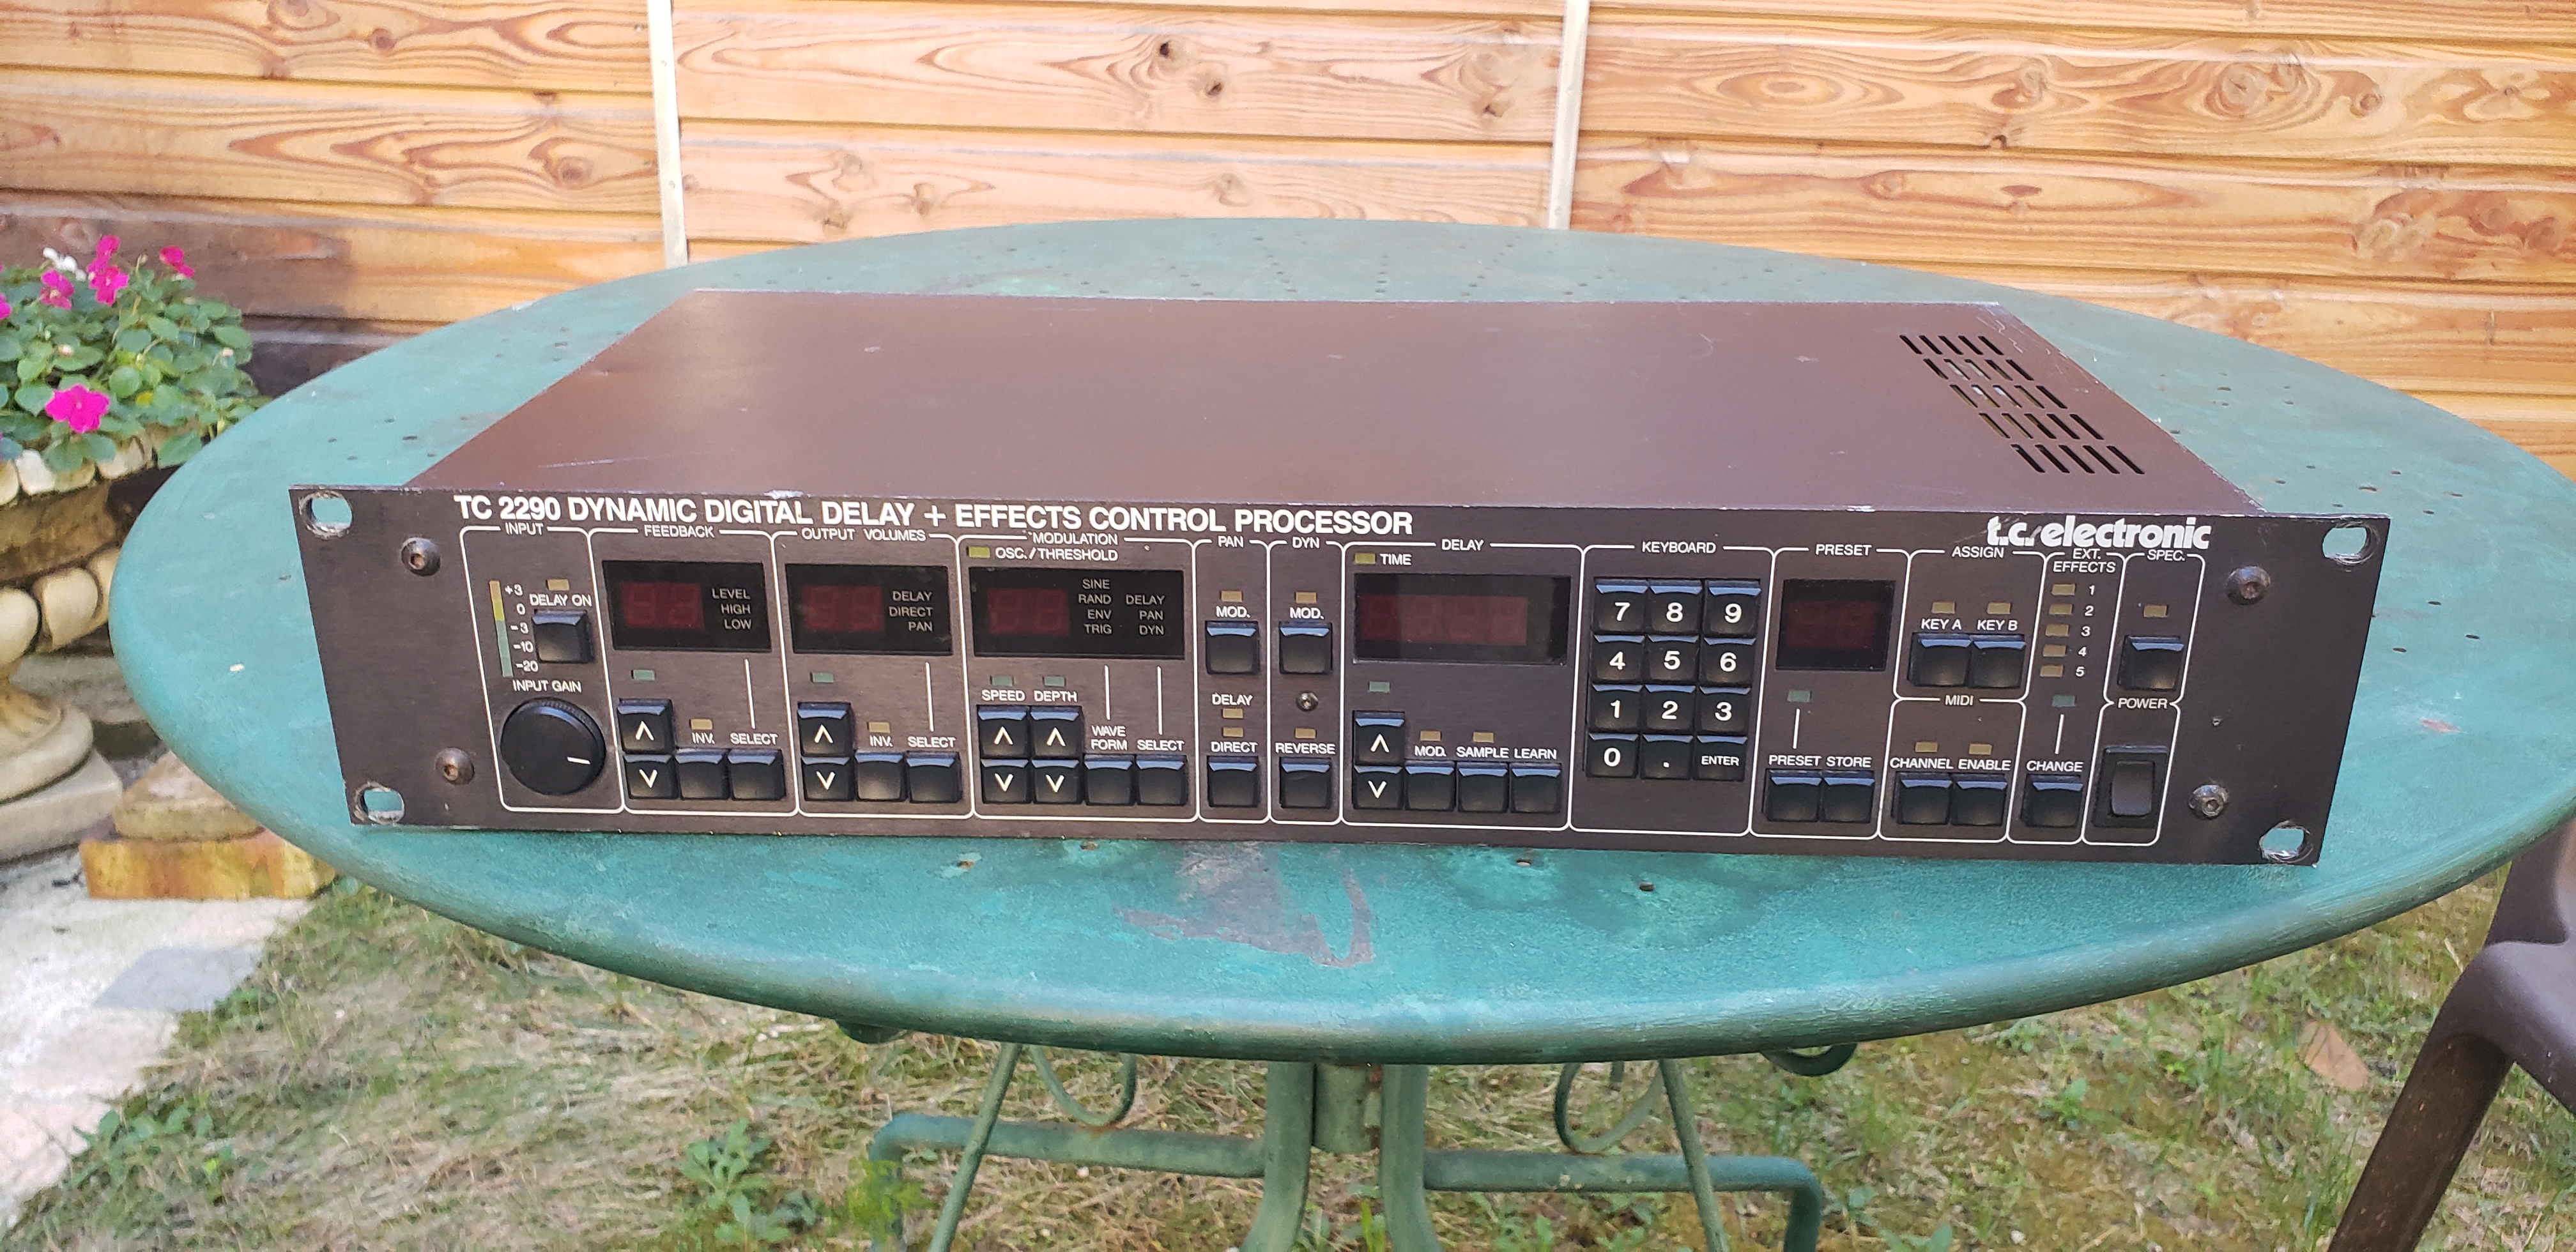 TC 2290 DYNAMIC DIGITAL DELAY + EFFECTS CONTROL PROCESSOR
t.c. electronic
INPUT
+3
0
-3
-10
-20
DELAY ON
INPUT GAIN
FEEDBACK
LEVEL
HIGH
LOW
INV.
SELECT
OUTPUT VOLUMES
DELAY
DIRECT
PAN
INV.
SELECT
MODULATION
OSC./THRESHOLD
SINE
RAND
ENV
TRIG
DELAY
PAN
DYN
SPEED
DEPTH
WAVE
FORM
SELECT
PAN
MOD.
DELAY
DIRECT
DYN
MOD.
REVERSE
DELAY
TIME
MOD.
SAMPLE
LEARN
KEYBOARD
7 8 9
4 5 6
1 2 3
0 . ENTER
PRESET
PRESET STORE
ASSIGN
KEY A KEY B
MIDI
CHANNEL ENABLE
EXT.
EFFECTS
1
2
3
4
5
CHANGE
SPEC.
POWER